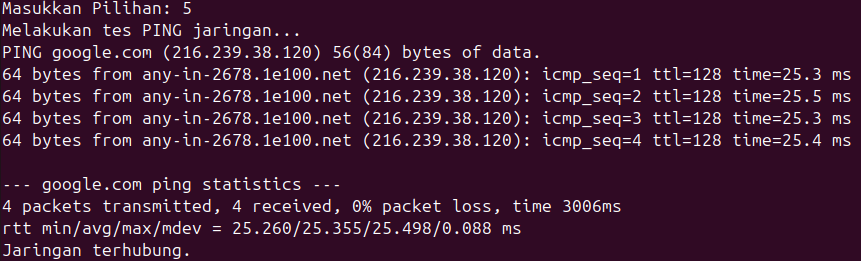 Masukkan Pilihan: 5
Melakukan tes PING jaringan...
PING google.com (216.239.38.120) 56(84) bytes of data.
64 bytes from any-in-2678.1e100.net (216.239.38.120): icmp_seq=1 ttl=128 time=25.3 ms
64 bytes from any-in-2678.1e100.net (216.239.38.120): icmp_seq=2 ttl=128 time=25.5 ms
64 bytes from any-in-2678.1e100.net (216.239.38.120): icmp_seq=3 ttl=128 time=25.3 ms
64 bytes from any-in-2678.1e100.net (216.239.38.120): icmp_seq=4 ttl=128 time=25.4 ms
--- google.com ping statistics ---
4 packets transmitted, 4 received, 0% packet loss, time 3006ms
rtt min/avg/max/mdev = 25.260/25.355/25.498/0.088 ms
Jaringan terhubung.